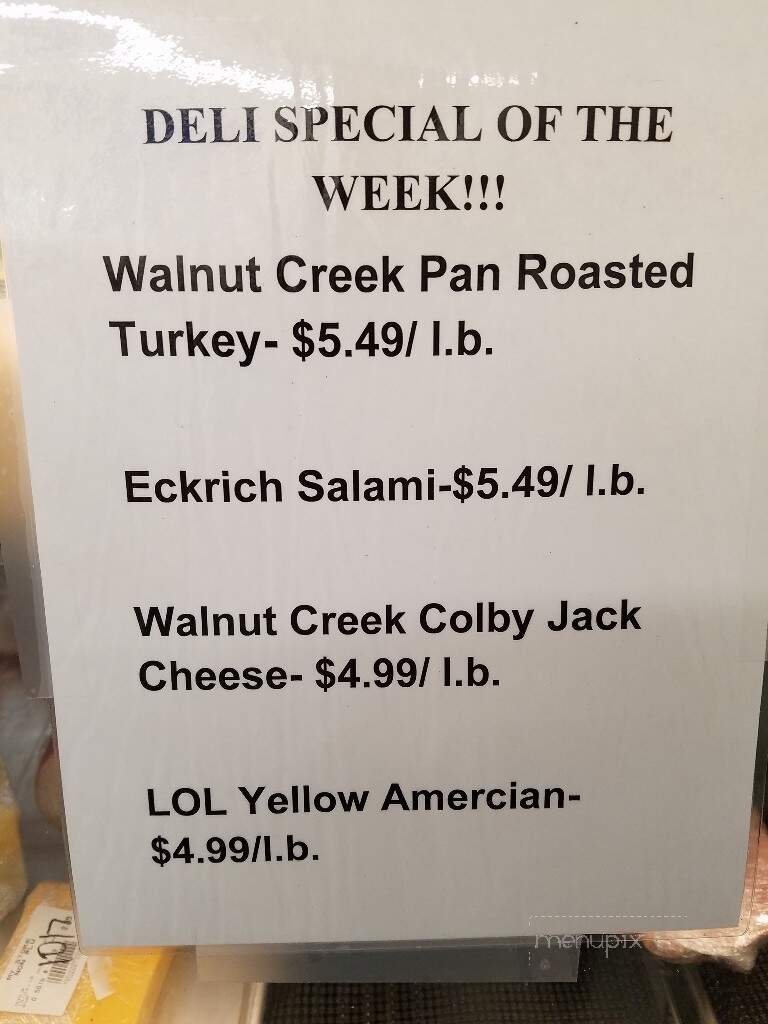 DELI SPECIAL OF THE
WEEK!!!
Walnut Creek Pan Roasted
Turkey- $5.49/ l.b.
Eckrich Salami-$5.49/ l.b.
Walnut Creek Colby Jack
Cheese- $4.99/ l.b.
LOL Yellow Amercian-
$4.99/l.b.
menupix